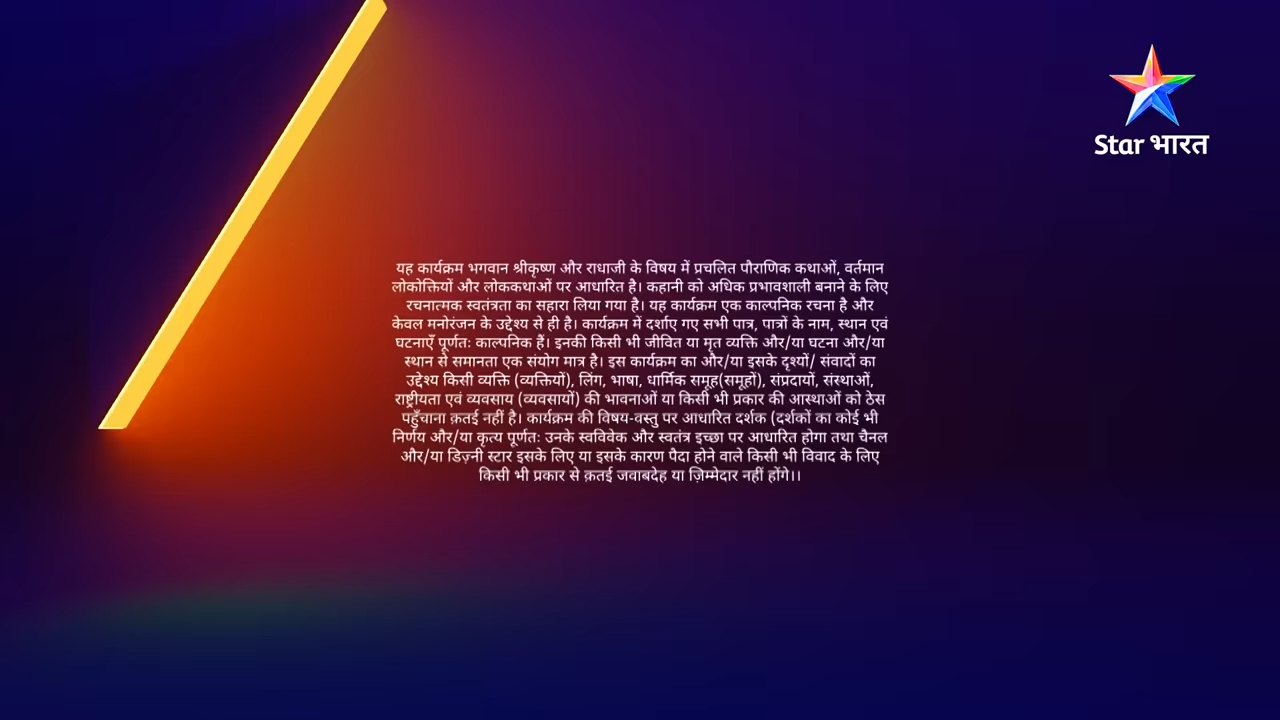 Star भारत
यह कार्यक्रम भगवान श्रीकृष्ण और राधाजी के विषय में प्रचलित पौराणिक कथाओं, वर्तमान
लोकोक्तियों और लोककथाओं पर आधारित है। कहानी को अधिक प्रभावशाली बनाने के लिए
रचनात्मक स्वतंत्रता का सहारा लिया गया है। यह कार्यक्रम एक काल्पनिक रचना है और
केवल मनोरंजन के उद्देश्य से ही है। कार्यक्रम में दर्शाए गए सभी पात्र, पात्रों के नाम, स्थान एवं
घटनाएँ पूर्णतः काल्पनिक हैं। इनकी किसी भी जीवित या मृत व्यक्ति और/या घटना और/या
स्थान से समानता एक संयोग मात्र है। इस कार्यक्रम का और/या इसके दृश्यों/ संवादों का
उद्देश्य किसी व्यक्ति (व्यक्तियों), लिंग, भाषा, धार्मिक समूह(समूहों), संप्रदायों, संस्थाओं,
राष्ट्रीयता एवं व्यवसाय (व्यवसायों) की भावनाओं या किसी भी प्रकार की आस्थाओं को ठेस
पहुँचाना क़तई नहीं है। कार्यक्रम की विषय-वस्तु पर आधारित दर्शक (दर्शकों का कोई भी
निर्णय और/या कृत्य पूर्णतः उनके स्वविवेक और स्वतंत्र इच्छा पर आधारित होगा तथा चैनल
और/या डिज़्नी स्टार इसके लिए या इसके कारण पैदा होने वाले किसी भी विवाद के लिए
किसी भी प्रकार से क़तई जवाबदेह या ज़िम्मेदार नहीं होंगे।।